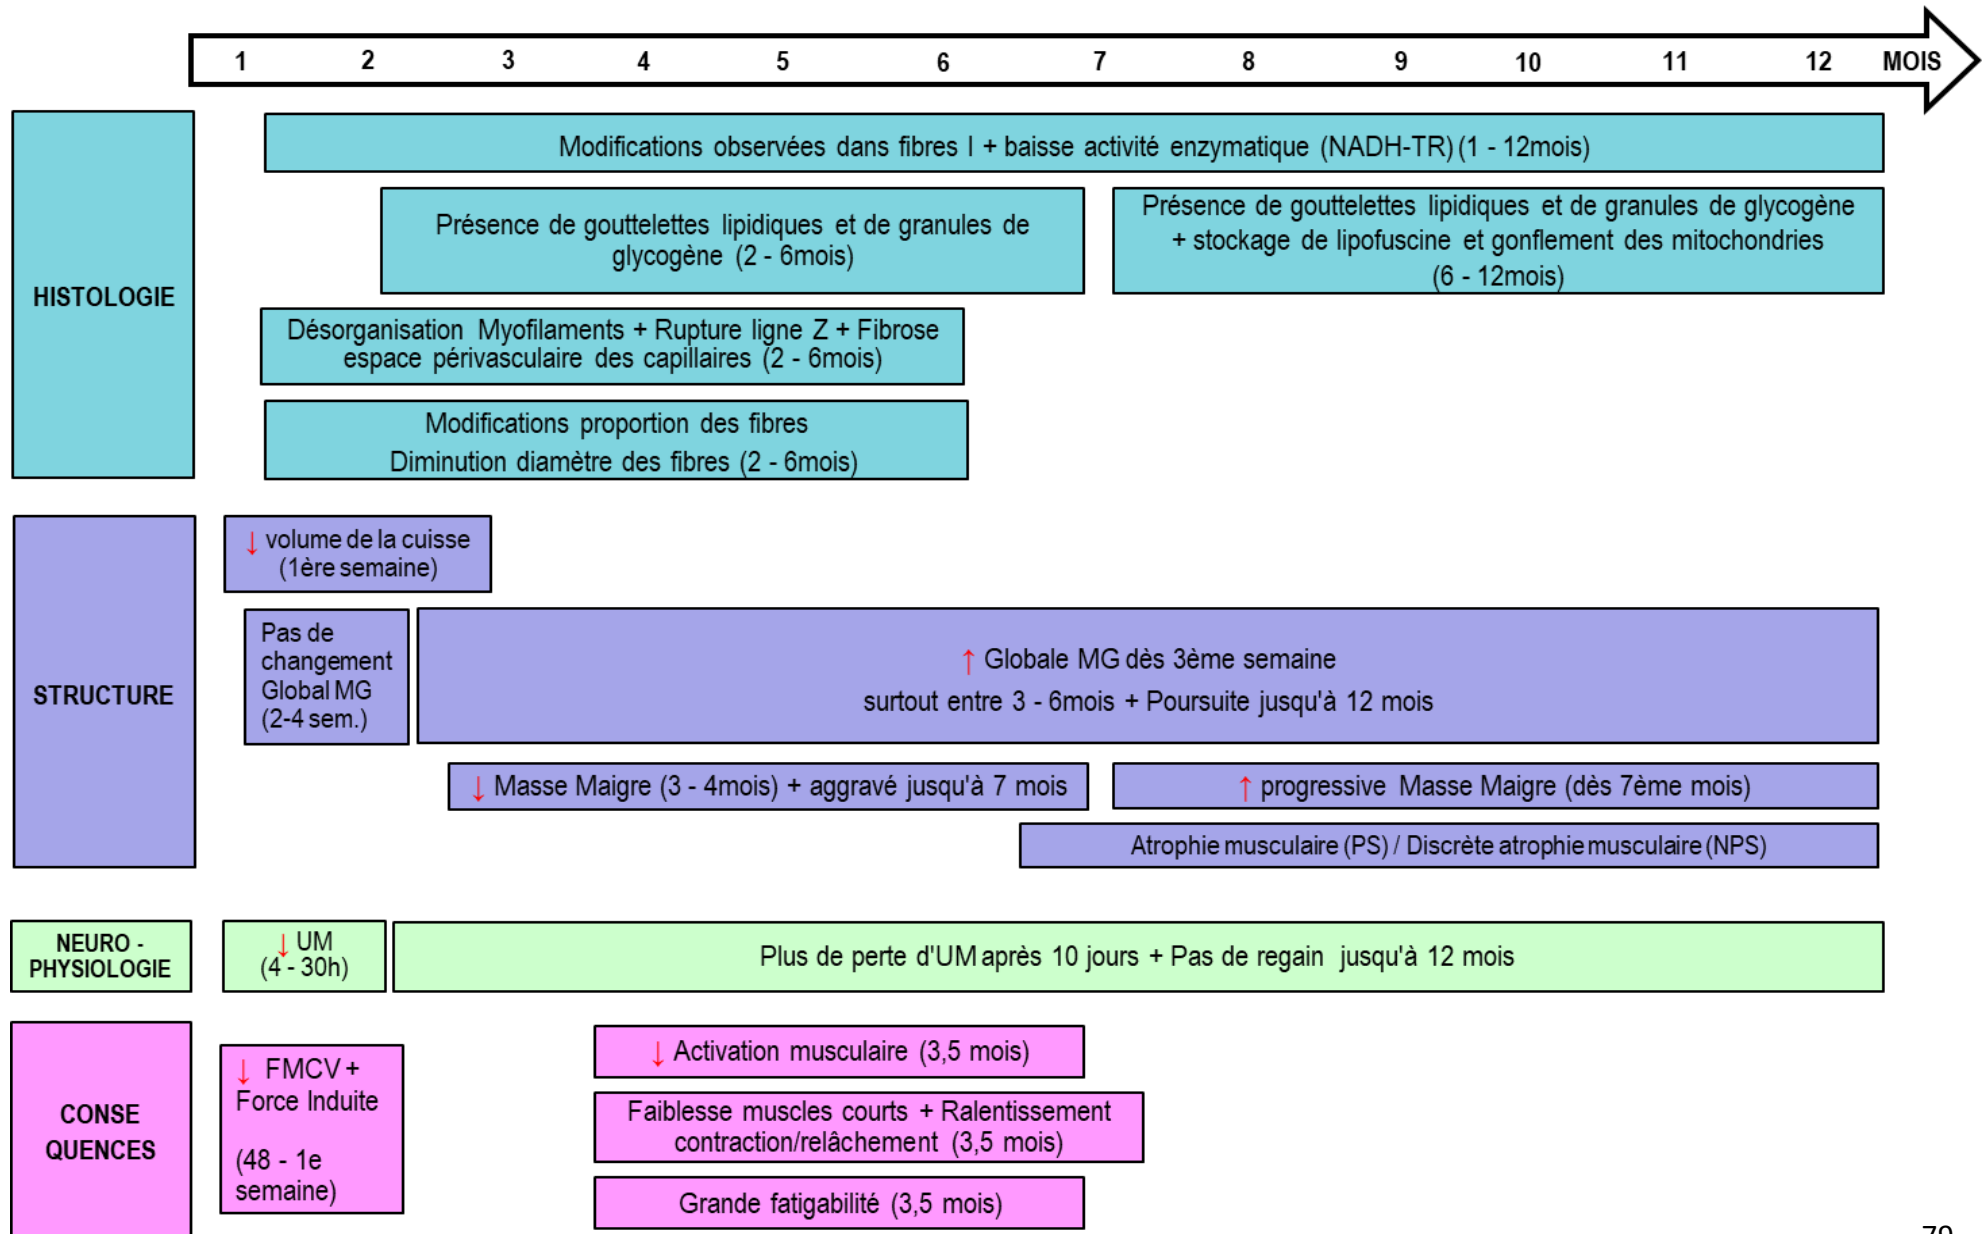 1 2 3 4 5 6 7 8 9 10 11 12 MOIS
HISTOLOGIE
Modifications observées dans fibres I + baisse activité enzymatique (NADH-TR) (1 - 12mois)
Présence de gouttelettes lipidiques et de granules de
glycogène (2 - 6mois)
Présence de gouttelettes lipidiques et de granules de glycogène
+ stockage de lipofuscine et gonflement des mitochondries
(6 - 12mois)
Désorganisation Myofilaments + Rupture ligne Z + Fibrose
espace périvasculaire des capillaires (2 - 6mois)
Modifications proportion des fibres
Diminution diamètre des fibres (2 - 6mois)
STRUCTURE
↓ volume de la cuisse
(1ère semaine)
Pas de
changement
Global MG
(2-4 sem.)
↑ Globale MG dès 3ème semaine
surtout entre 3 - 6mois + Poursuite jusqu'à 12 mois
↓ Masse Maigre (3 - 4mois) + aggravé jusqu'à 7 mois
↑ progressive Masse Maigre (dès 7ème mois)
Atrophie musculaire (PS) / Discrète atrophie musculaire (NPS)
NEURO -
PHYSIOLOGIE
↓ UM
(4 - 30h)
Plus de perte d'UM après 10 jours + Pas de regain jusqu'à 12 mois
CONSE
QUENCES
↓ FMCV +
Force Induite
(48 - 1e
semaine)
↓ Activation musculaire (3,5 mois)
Faiblesse muscles courts + Ralentissement
contraction/relâchement (3,5 mois)
Grande fatigabilité (3,5 mois)